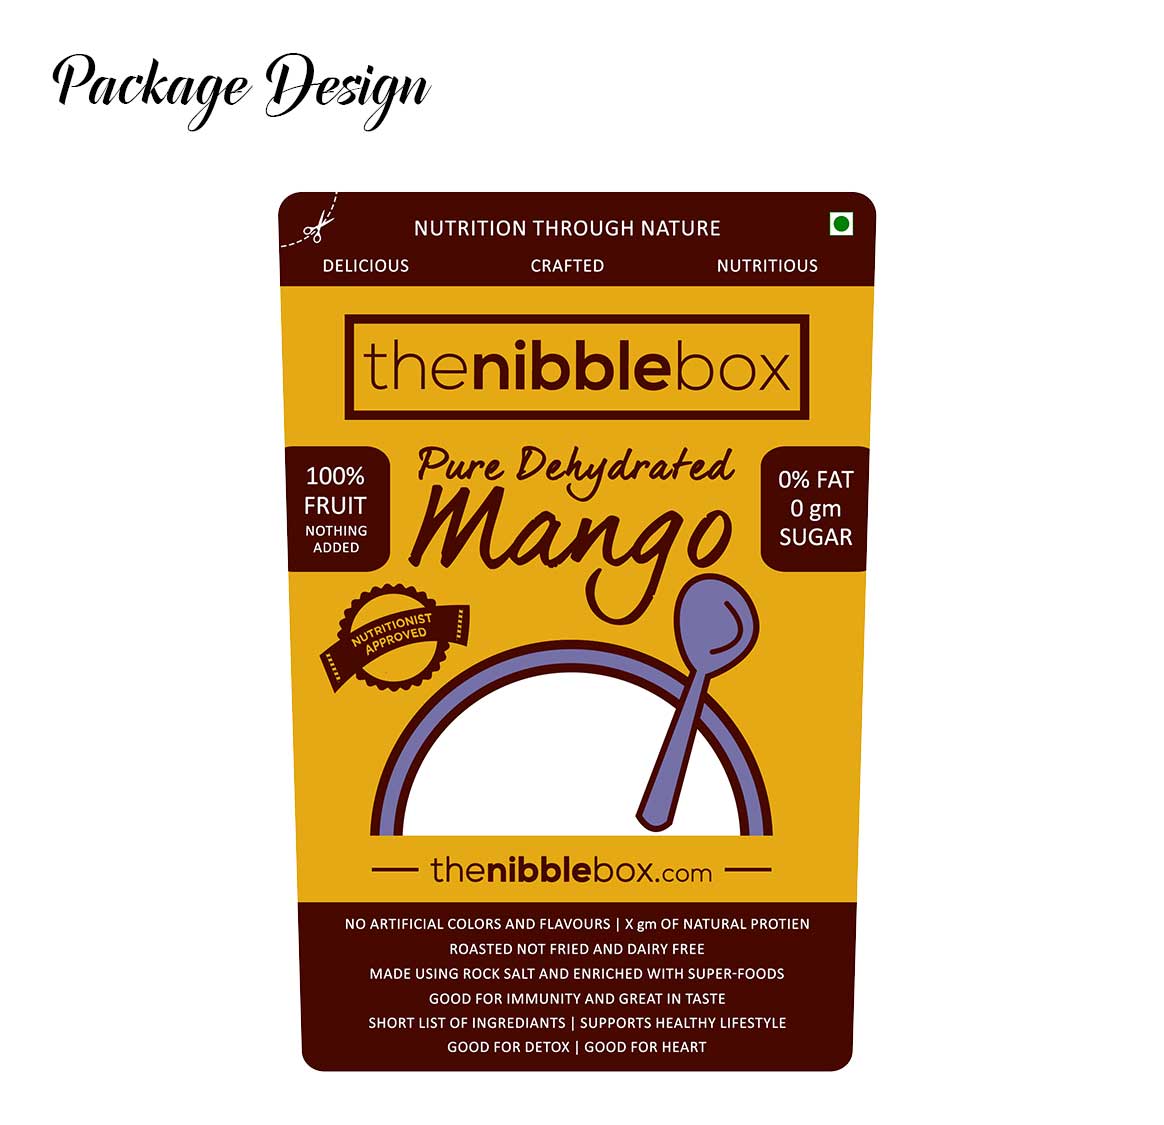 Package Design
NUTRITION THROUGH NATURE
DELICIOUS CRAFTED NUTRITIOUS
thenibblebox
Pure Dehydrated
Mango
100%
FRUIT
NOTHING
ADDED
0% FAT
0 gm
SUGAR
NUTRITIONIST
APPROVED
thenibblebox.com
NO ARTIFICIAL COLORS AND FLAVOURS | X gm OF NATURAL PROTIEN
ROASTED NOT FRIED AND DAIRY FREE
MADE USING ROCK SALT AND ENRICHED WITH SUPER-FOODS
GOOD FOR IMMUNITY AND GREAT IN TASTE
SHORT LIST OF INGREDIANTS | SUPPORTS HEALTHY LIFESTYLE
GOOD FOR DETOX | GOOD FOR HEART